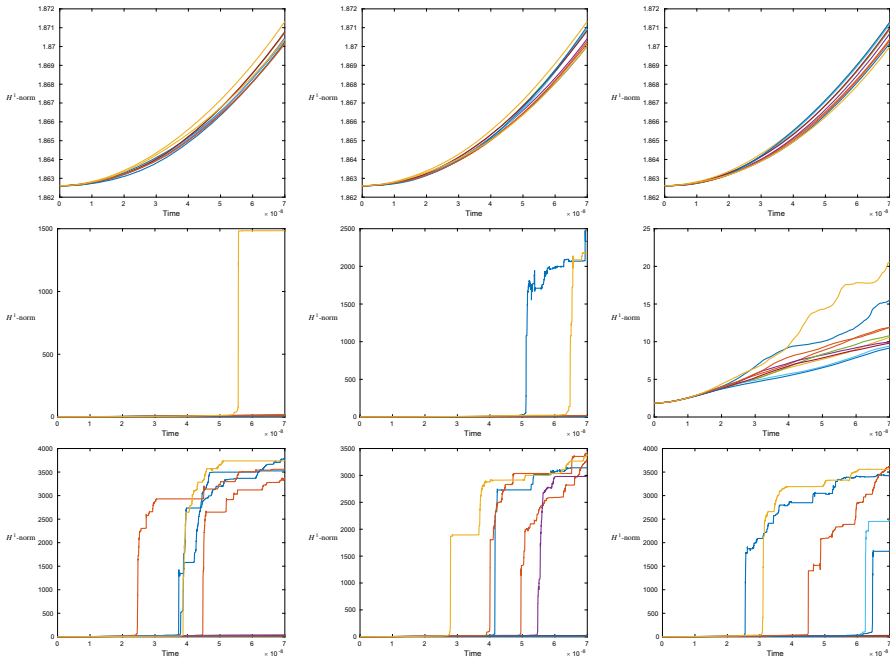 1.872 1.872 1.872
1.871 1.871 1.871
1.87 1.87 1.87
1.869 1.869 1.869
1.868 1.868 1.868
H¹-norm H¹-norm H¹-norm
1.867 1.867 1.867
1.866 1.866 1.866
1.865 1.865 1.865
1.864 1.864 1.864
1.863 1.863 1.863
1.862 1.862 1.862
0 1 2 3 4 5 6 7 0 1 2 3 4 5 6 7 0 1 2 3 4 5 6 7
Time × 10⁻⁸ Time × 10⁻⁸ Time × 10⁻⁸
1500 2500 25
2000 20
1000
H¹-norm 1500 H¹-norm 15 H¹-norm
1000 10
500
500 5
0 0 0
0 1 2 3 4 5 6 7 0 1 2 3 4 5 6 7 0 1 2 3 4 5 6 7
Time × 10⁻⁸ Time × 10⁻⁸ Time × 10⁻⁸
4000 3500 4000
3500 3000 3500
3000 2500 3000
2500 2500
H¹-norm 2000 H¹-norm 2000 H¹-norm 2000
1500 1500 1500
1000 1000 1000
500 500 500
0 0 0
0 1 2 3 4 5 6 7 0 1 2 3 4 5 6 7 0 1 2 3 4 5 6 7
Time × 10⁻⁸ Time × 10⁻⁸ Time × 10⁻⁸